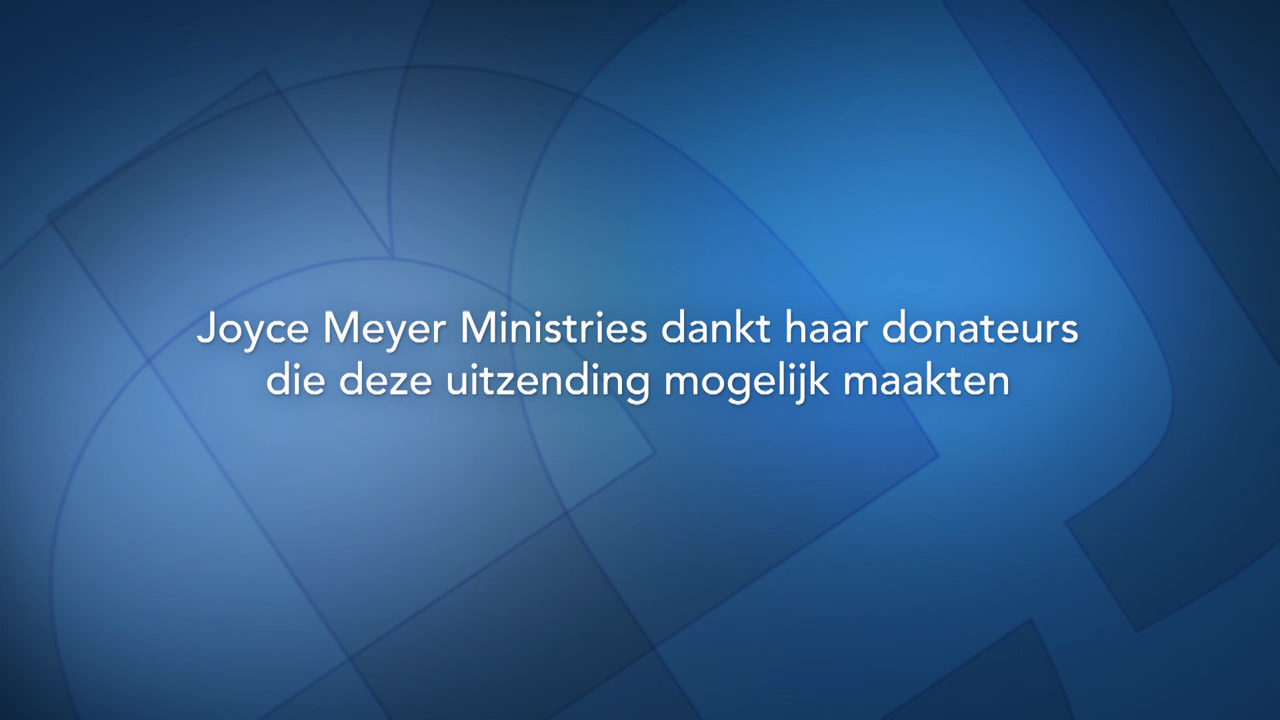 Joyce Meyer Ministries dankt haar donateurs
die deze uitzending mogelijk maakten